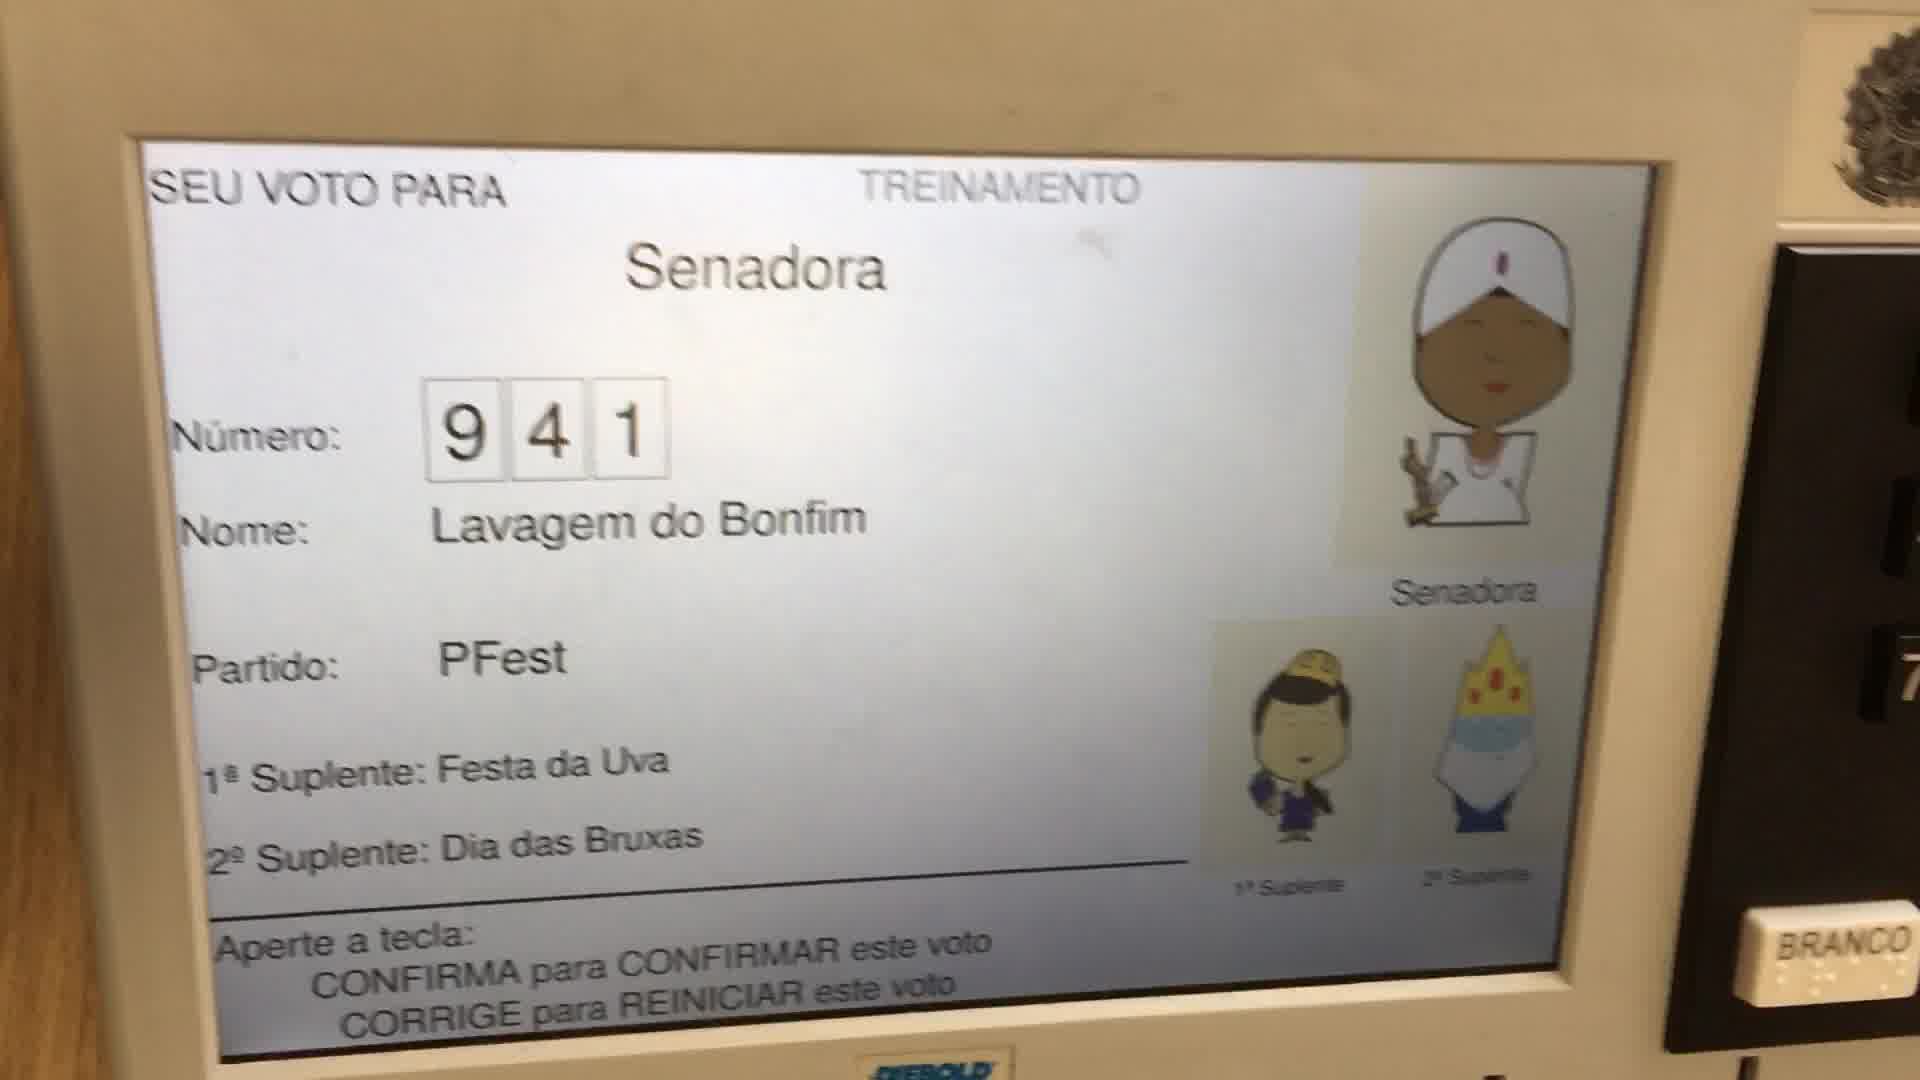 SEU VOTO PARA
TREINAMENTO
Senadora
Número: 9 4 1
Nome: Lavagem do Bonfim
Partido: PFest
1ª Suplente: Festa da Uva
2º Suplente: Dia das Bruxas
Senadora
1ª Suplente
2º Suplente
Aperte a tecla:
CONFIRMA para CONFIRMAR este voto
CORRIGE para REINICIAR este voto
7
BRANCO
DIEBOLD